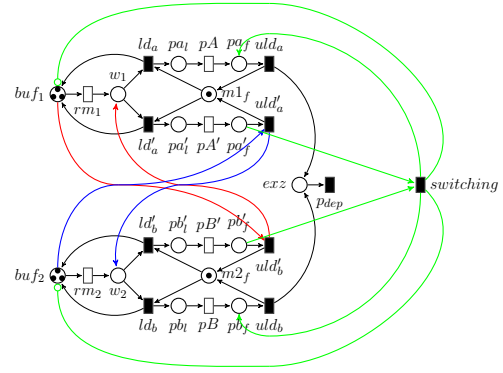 ld_a pa_l pA pa_f uld_a
w_1
buf_1 rm_1 m1_f uld'_a
ld'_a pa'_l pA' pa'_f
exz switching
p_dep
ld'_b pb'_l pB' pb'_f
uld'_b
buf_2 rm_2 w_2 m2_f
ld_b pb_l pB pb_f uld_b